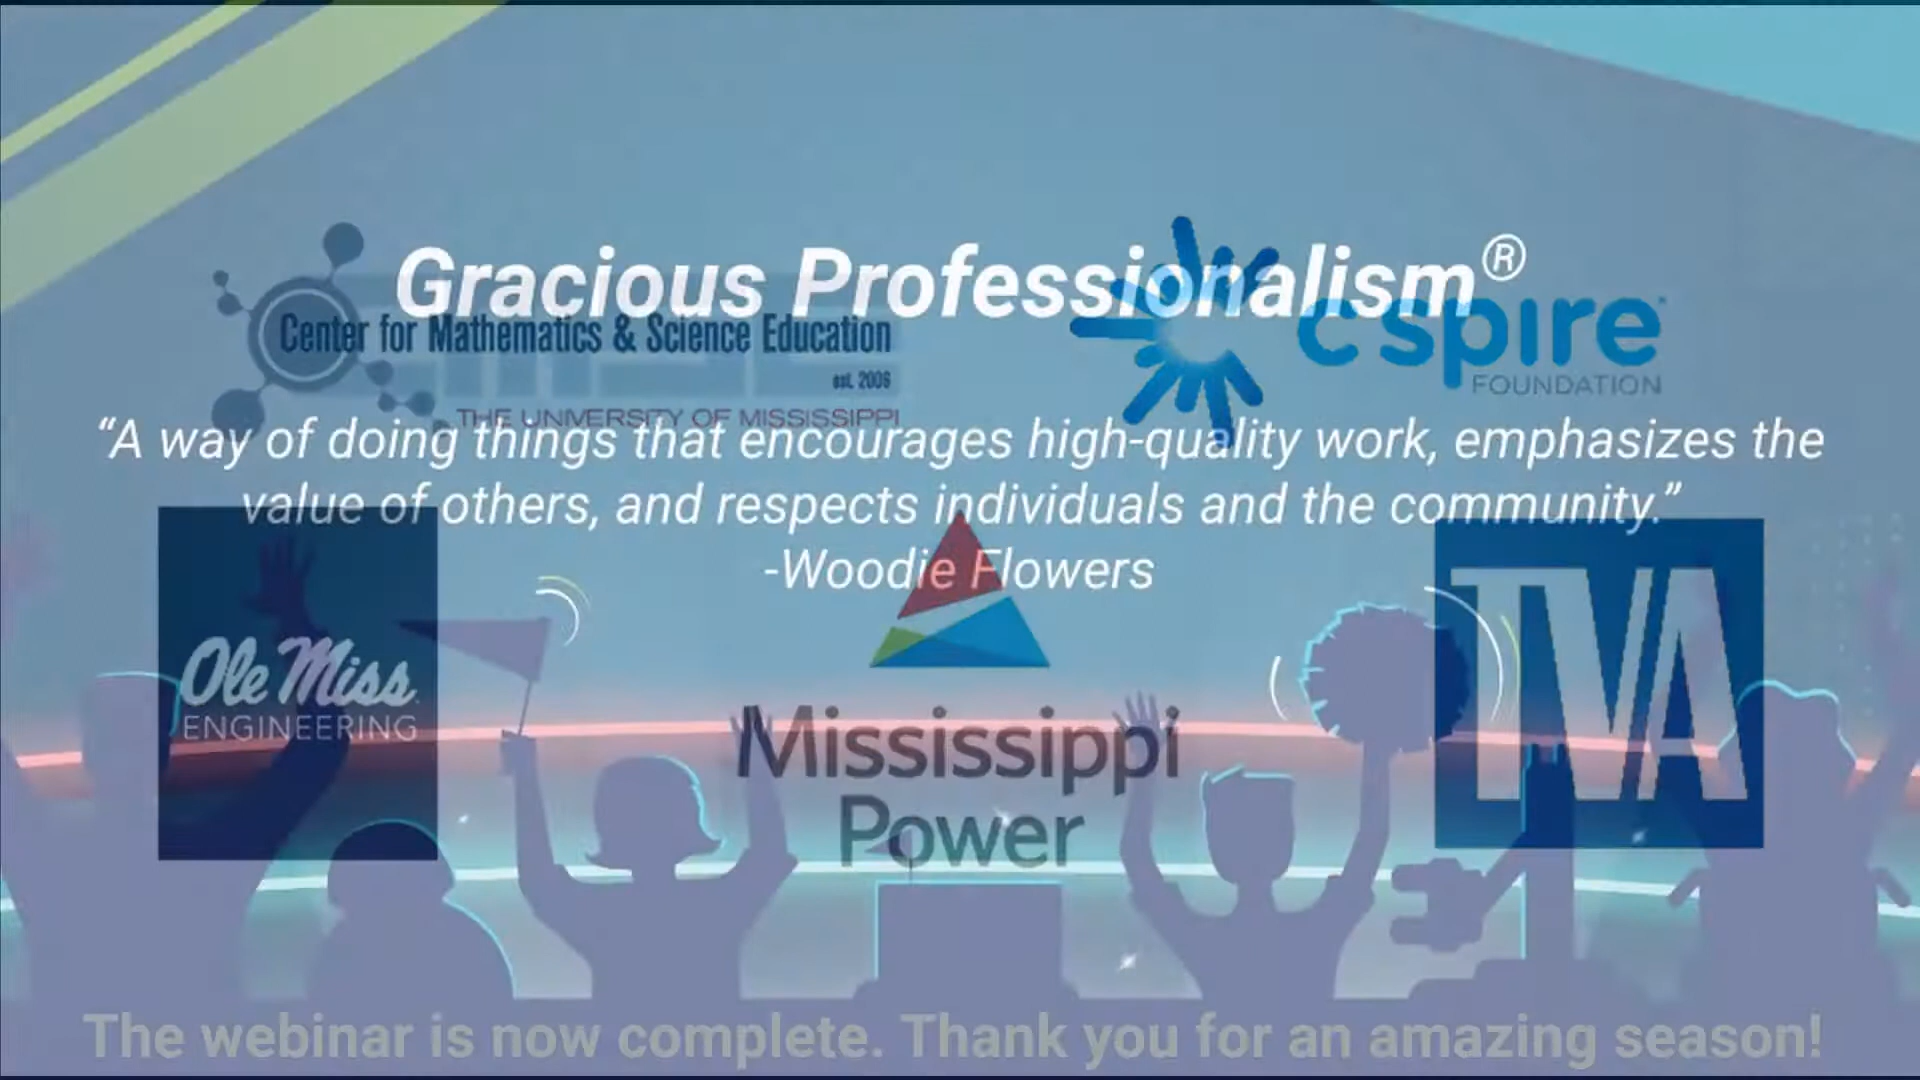 Gracious Professionalism®
Center for Mathematics & Science Education
est. 2006
THE UNIVERSITY OF MISSISSIPPI
c spire
FOUNDATION
“A way of doing things that encourages high-quality work, emphasizes the
value of others, and respects individuals and the community.”
-Woodie Flowers
Ole Miss
ENGINEERING
Mississippi
Power
TVA
The webinar is now complete. Thank you for an amazing season!